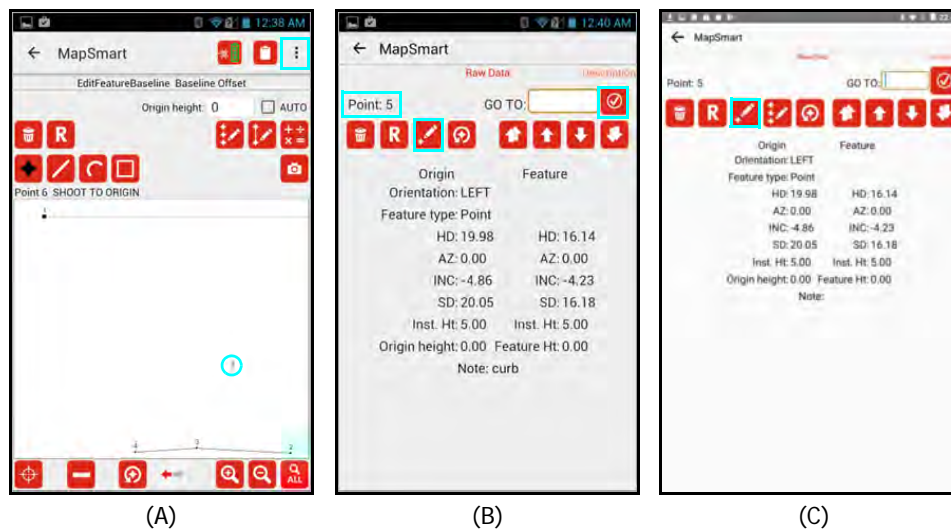 12:38 AM
MapSmart
EditFeatureBaseline Baseline Offset
Origin height: 0 AUTO
R
Point 6 SHOOT TO ORIGIN
1
4 3 2
ALL
(A)
12:40 AM
MapSmart
Raw Data Description
Point: 5 GO TO:
R
Origin Feature
Orientation: LEFT
Feature type: Point
HD: 19.98 HD: 16.14
AZ: 0.00 AZ: 0.00
INC: -4.86 INC: -4.23
SD: 20.05 SD: 16.18
Inst. Ht: 5.00 Inst. Ht: 5.00
Origin height: 0.00 Feature Ht: 0.00
Note: curb
(B)
MapSmart
Point: 5 GO TO:
R
Origin Feature
Orientation: LEFT
Feature type: Point
HD: 19.98 HD: 16.14
AZ: 0.00 AZ: 0.00
INC: -4.86 INC: -4.23
SD: 20.05 SD: 16.18
Inst. Ht: 5.00 Inst. Ht: 5.00
Origin height: 0.00 Feature Ht: 0.00
Note:
(C)